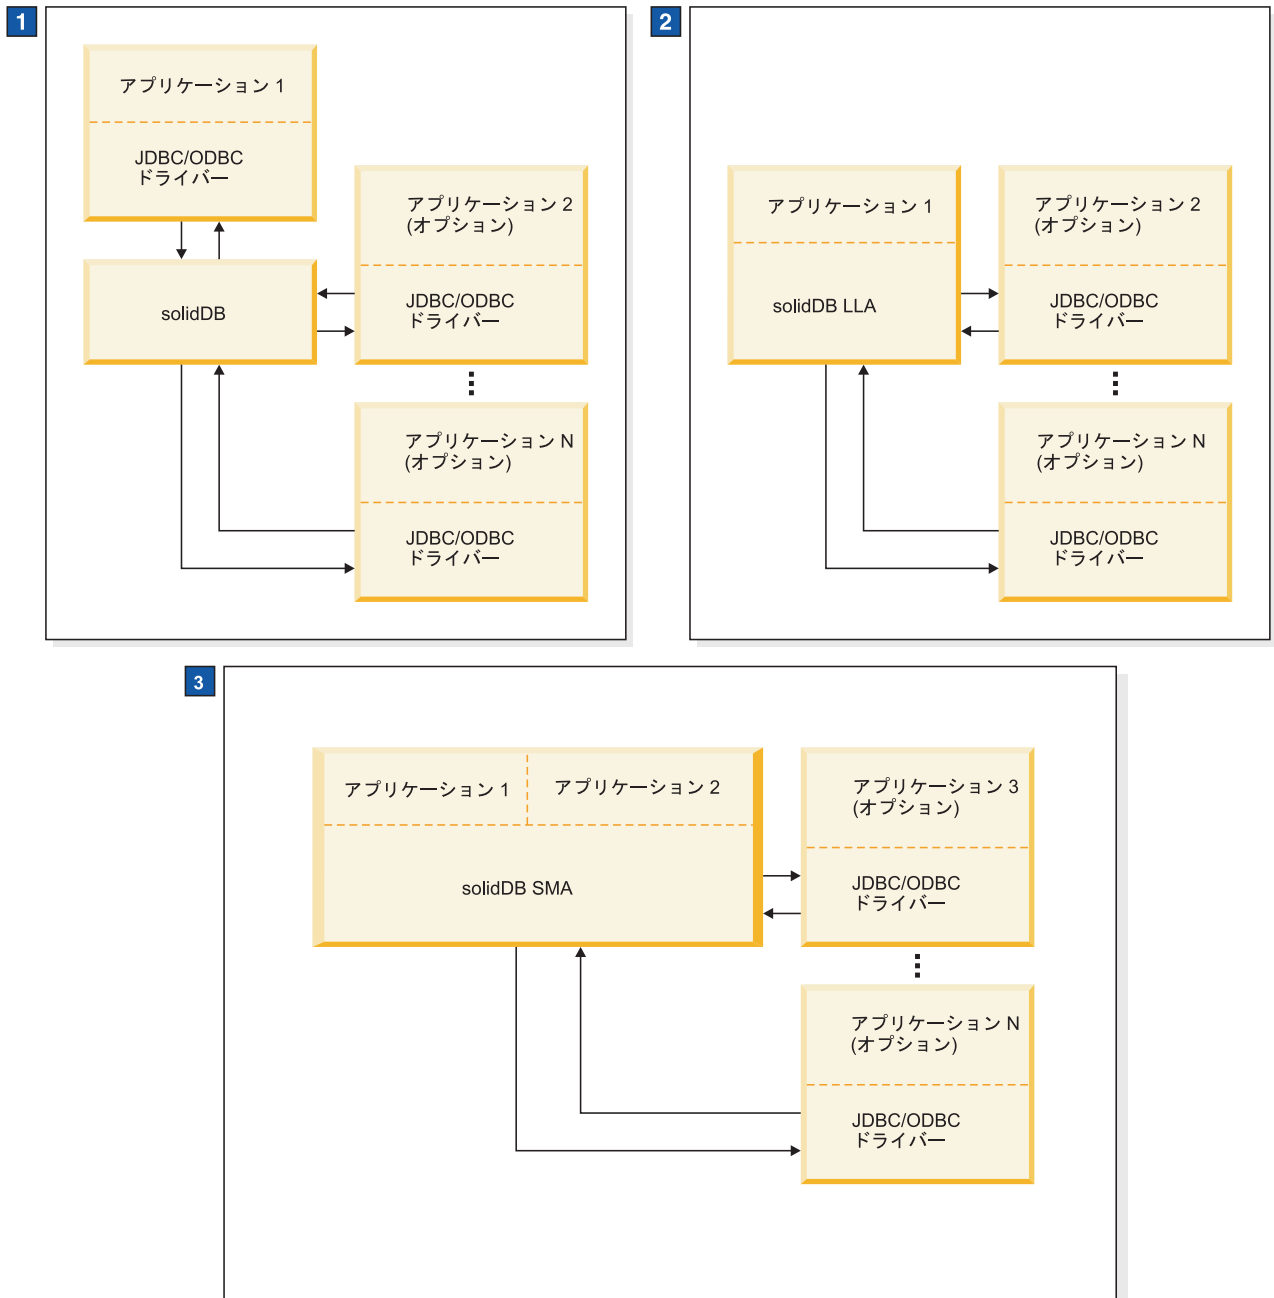 1
アプリケーション 1
JDBC/ODBC
ドライバー
solidDB
アプリケーション 2
(オプション)
JDBC/ODBC
ドライバー
アプリケーション N
(オプション)
JDBC/ODBC
ドライバー
2
アプリケーション 1
solidDB LLA
アプリケーション 2
(オプション)
JDBC/ODBC
ドライバー
アプリケーション N
(オプション)
JDBC/ODBC
ドライバー
3
アプリケーション 1
アプリケーション 2
solidDB SMA
アプリケーション 3
(オプション)
JDBC/ODBC
ドライバー
アプリケーション N
(オプション)
JDBC/ODBC
ドライバー